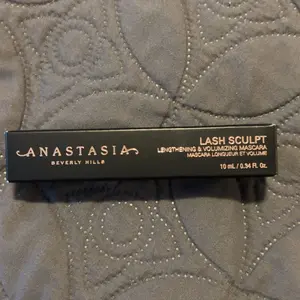 ANASTASIA
BEVERLY HILLS
LASH SCULPT
LENGTHENING & VOLUMIZING MASCARA
MASCARA LONGUEUR ET VOLUME
10 mL / 0.34 Fl. Oz.